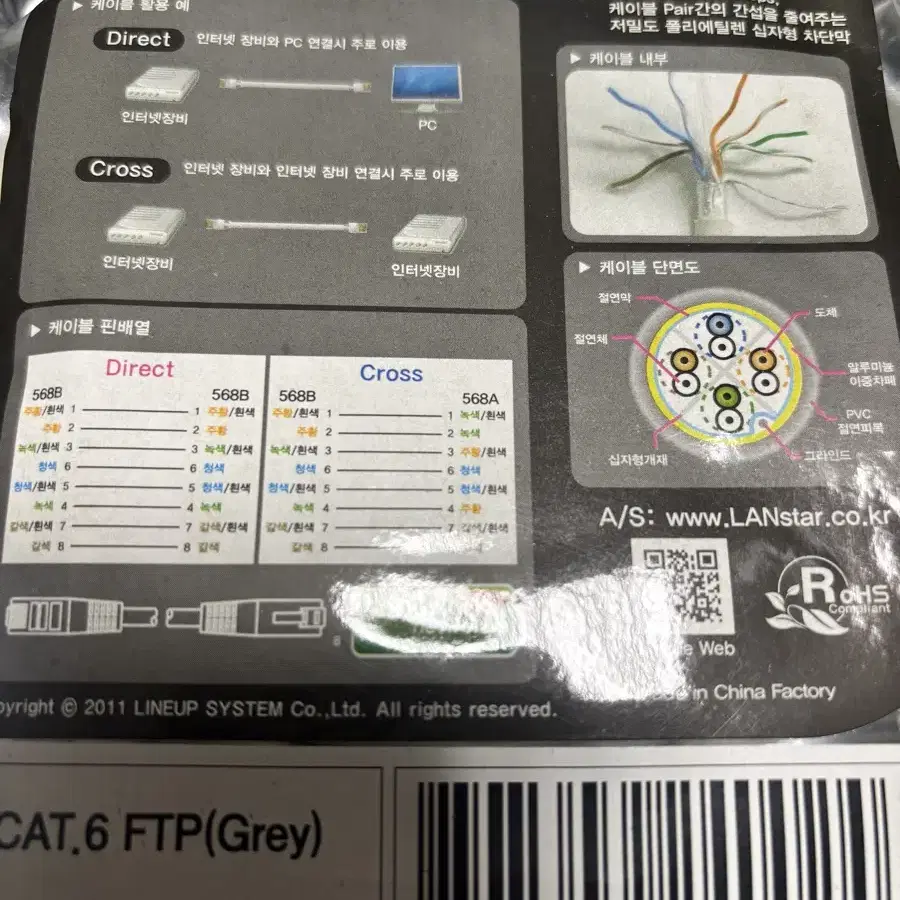 ▶ 케이블 활용 예
Direct 인터넷 장비와 PC 연결시 주로 이용
인터넷장비
PC
Cross 인터넷 장비와 인터넷 장비 연결시 주로 이용
인터넷장비
인터넷장비
케이블 Pair간의 간섭을 줄여주는
저밀도 폴리에틸렌 십자형 차단막
▶ 케이블 내부
▶ 케이블 단면도
절연막
도체
절연체
알루미늄
이중차폐
PVC
절연피복
십자형개재
그라인드
▶ 케이블 핀배열
Direct
568B 568B
주황/흰색 1 1 주황/흰색
주황 2 2 주황
녹색/흰색 3 3 녹색/흰색
청색 6 6 청색
청색/흰색 5 5 청색/흰색
녹색 4 4 녹색
갈색/흰색 7 7 갈색/흰색
갈색 8 8 갈색
Cross
568B 568A
주황/흰색 1 1 녹색/흰색
주황 2 2 녹색
녹색/흰색 3 3 주황/흰색
청색 6 6 청색
청색/흰색 5 5 청색/흰색
녹색 4 4 주황
갈색/흰색 7 7 갈색/흰색
갈색 8 8
8
A/S: www.LANstar.co.kr
Web
RoHS
Compliant
in China Factory
© 2011 LINEUP SYSTEM Co.,Ltd. All rights reserved.
CAT.6 FTP(Grey)